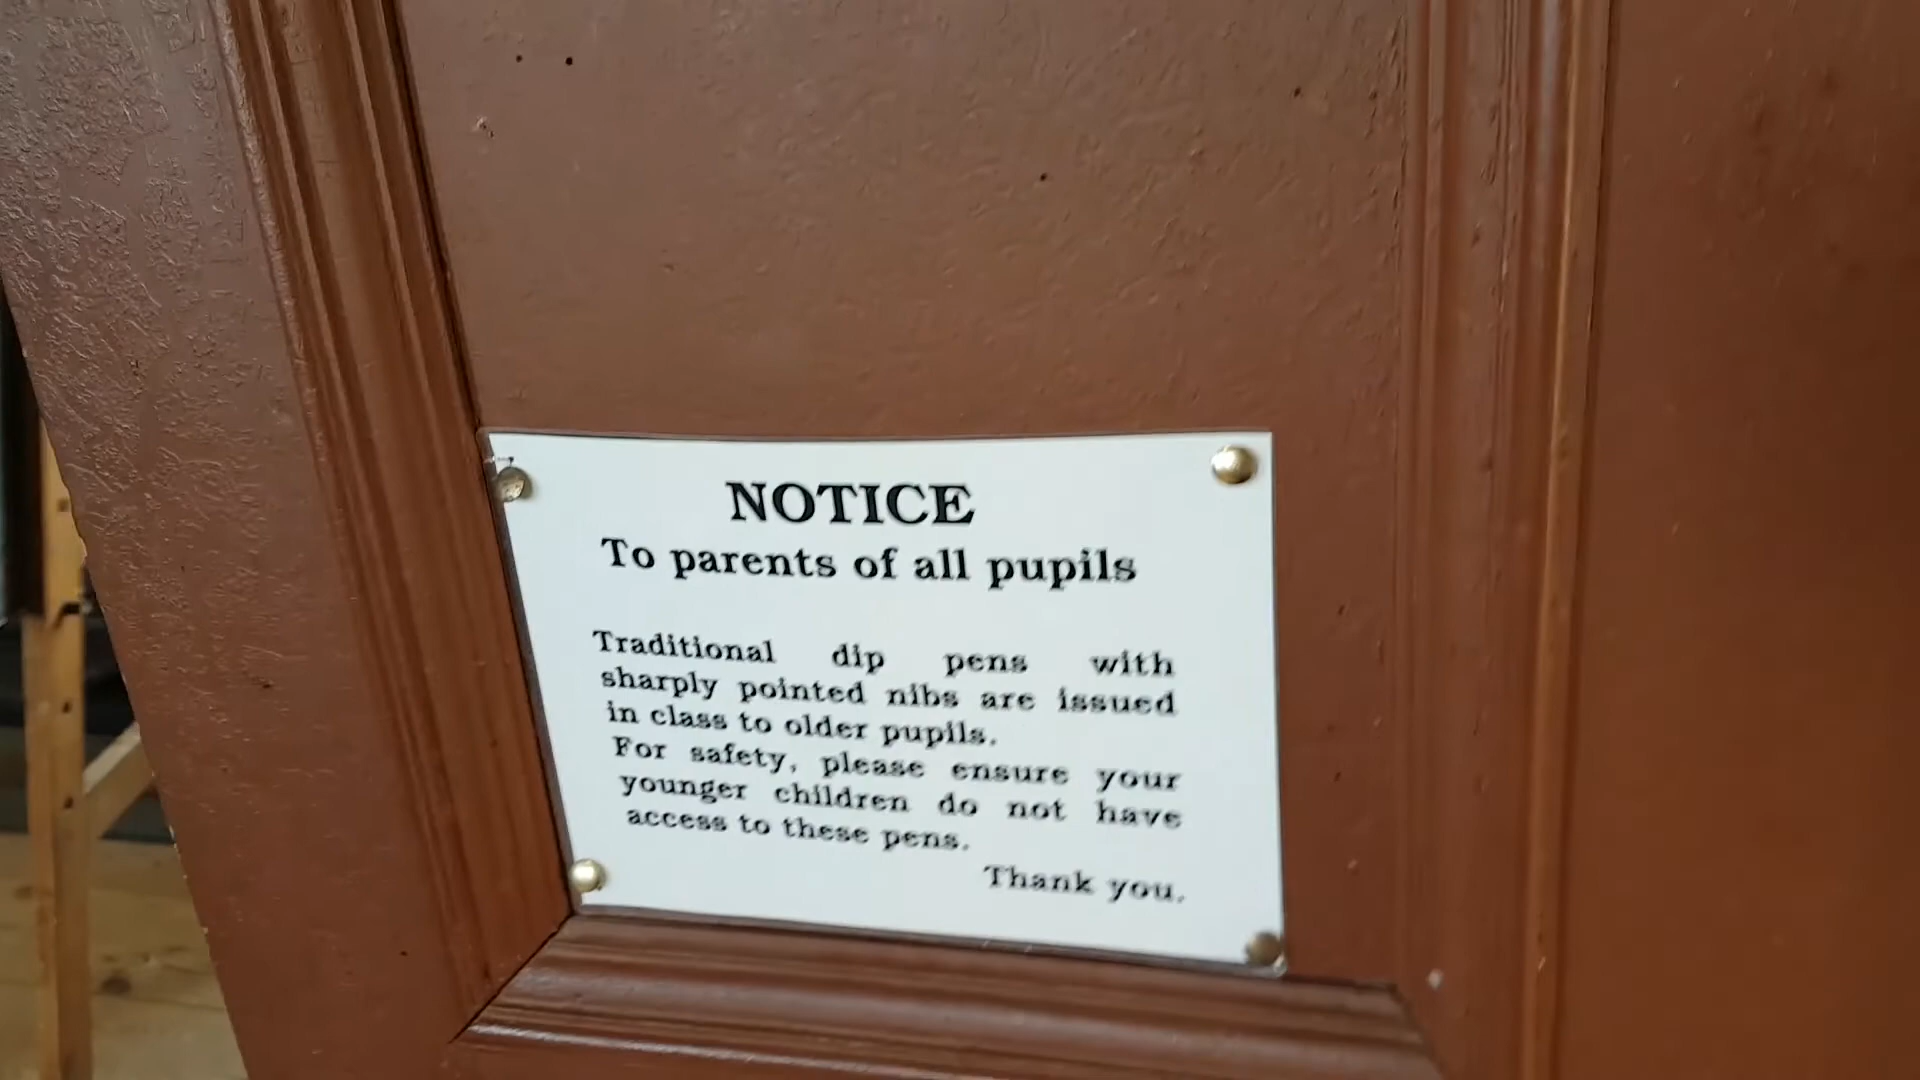 NOTICE
To parents of all pupils
Traditional dip pens with
sharply pointed nibs are issued
in class to older pupils.
For safety, please ensure your
younger children do not have
access to these pens.
Thank you.